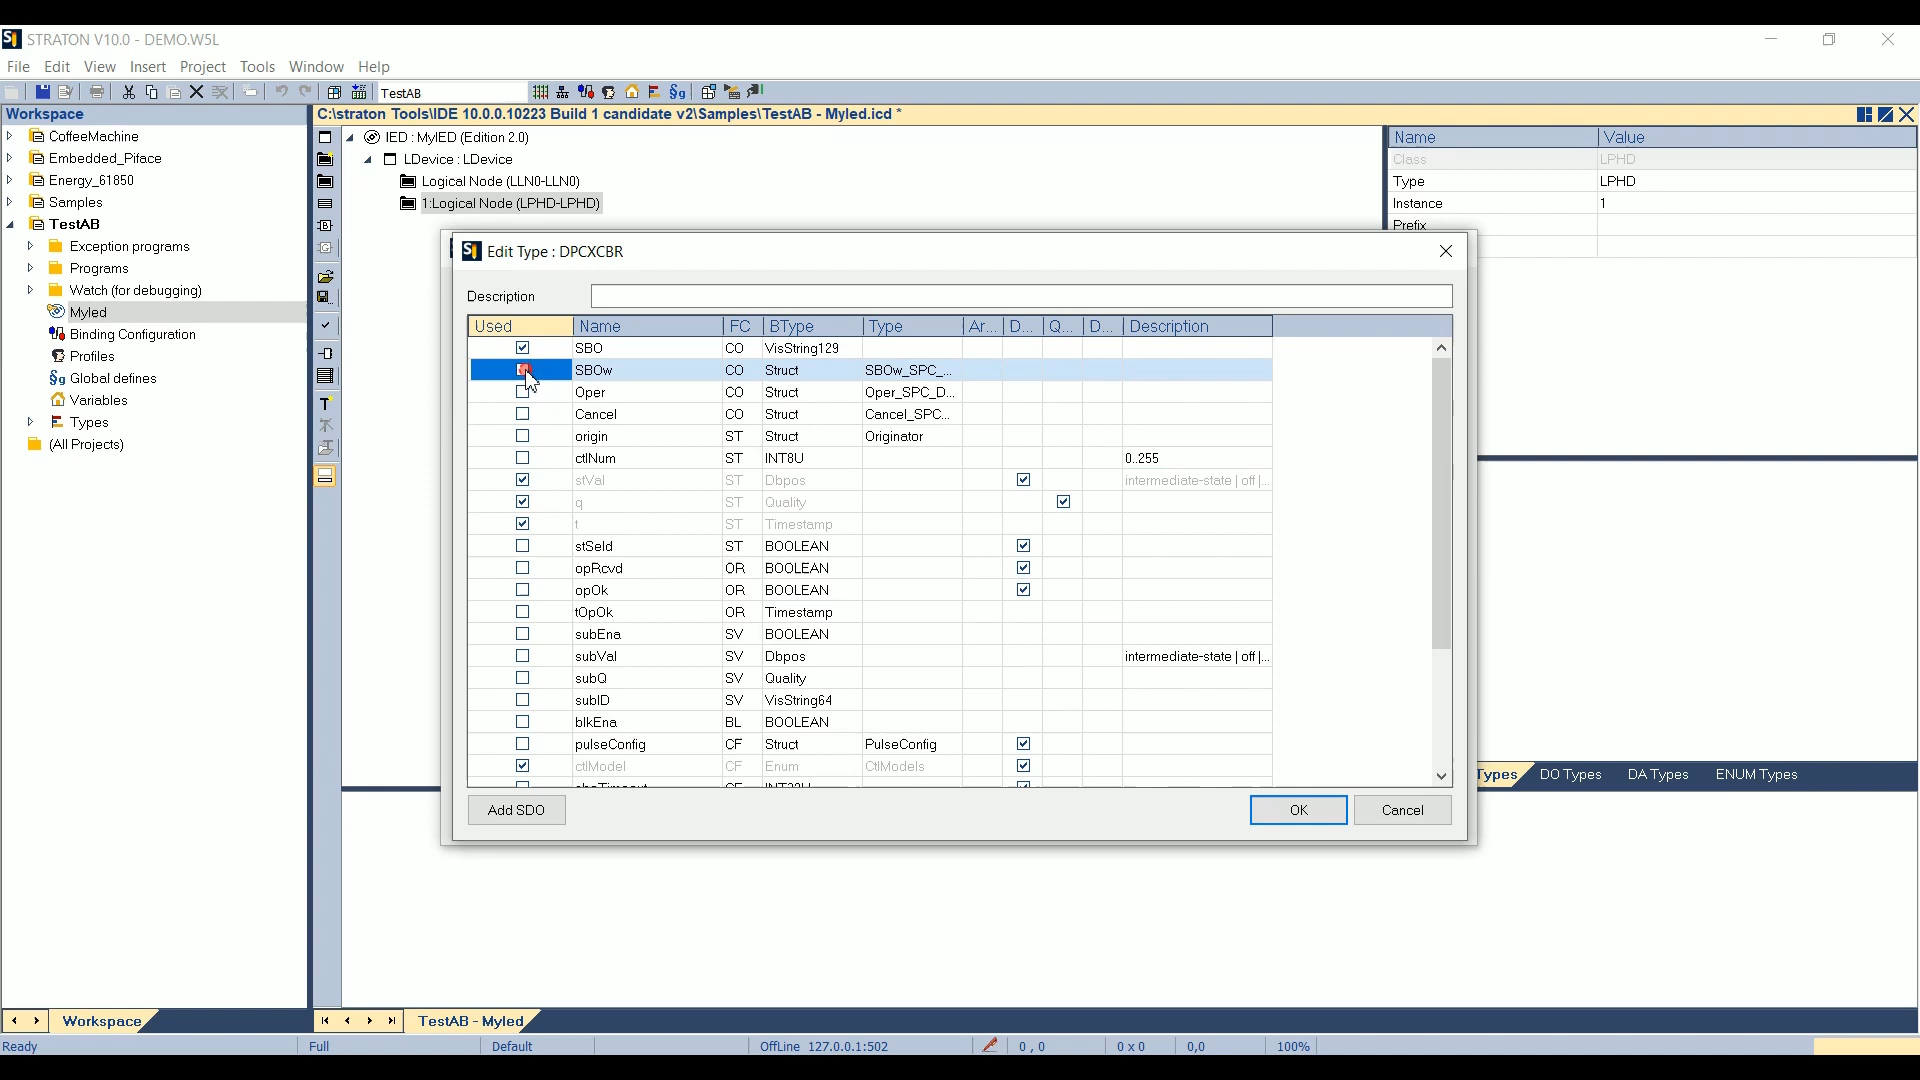 STRATON V10.0 - DEMO.W5L
File Edit View Insert Project Tools Window Help
TestAB
Workspace
CoffeeMachine
Embedded_Piface
Energy_61850
Samples
TestAB
Exception programs
Programs
Watch (for debugging)
Myled
Binding Configuration
Profiles
Global defines
Variables
Types
(All Projects)
C:\straton Tools\IDE 10.0.0.10223 Build 1 candidate v2\Samples\TestAB - Myled.icd *
IED : MyIED (Edition 2.0)
LDevice : LDevice
Logical Node (LLN0-LLN0)
1:Logical Node (LPHD-LPHD)
Name Value
Class LPHD
Type LPHD
Instance 1
Prefix
Edit Type : DPCXCBR
Description
Used Name FC BType Type Ar... D... Q... D... Description
SBO CO VisString129
SBOw CO Struct SBOw_SPC_...
Oper CO Struct Oper_SPC_D...
Cancel CO Struct Cancel_SPC...
origin ST Struct Originator
ctlNum ST INT8U 0..255
stVal ST Dbpos intermediate-state | off |...
q ST Quality
t ST Timestamp
stSeld ST BOOLEAN
opRcvd OR BOOLEAN
opOk OR BOOLEAN
tOpOk OR Timestamp
subEna SV BOOLEAN
subVal SV Dbpos intermediate-state | off |...
subQ SV Quality
subID SV VisString64
blkEna BL BOOLEAN
pulseConfig CF Struct PulseConfig
ctlModel CF Enum CtlModels
Add SDO OK Cancel
Types DO Types DA Types ENUM Types
Workspace TestAB - Myled
Ready Full Default OffLine 127.0.0.1:502 0 , 0 0 x 0 0,0 100%